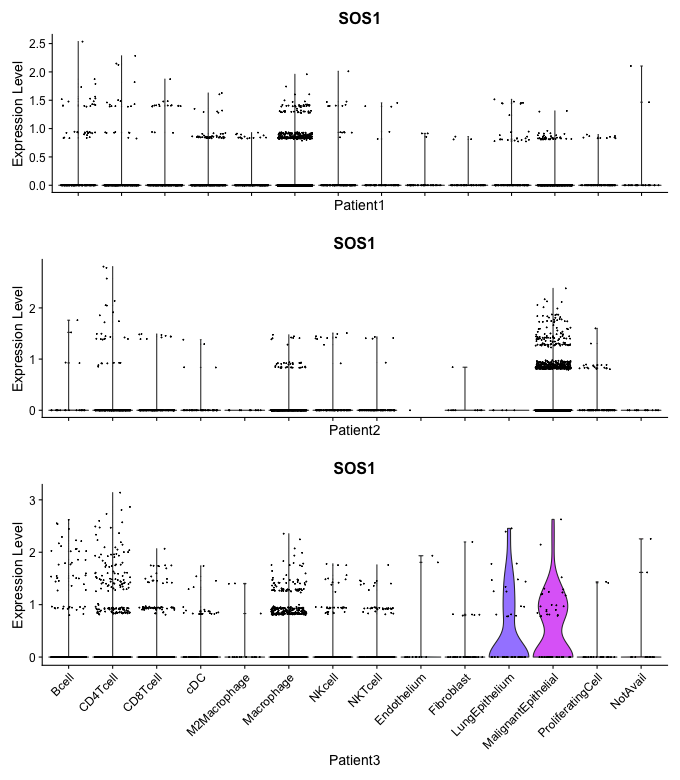 SOS1
Expression Level
2.5
2.0
1.5
1.0
0.5
0.0
Patient1
SOS1
Expression Level
2
1
0
Patient2
SOS1
Expression Level
3
2
1
0
Bcell
CD4Tcell
CD8Tcell
cDC
M2Macrophage
Macrophage
NKcell
NKTcell
Endothelium
Fibroblast
LungEpithelium
MalignantEpithelial
ProliferatingCell
NotAvail
Patient3